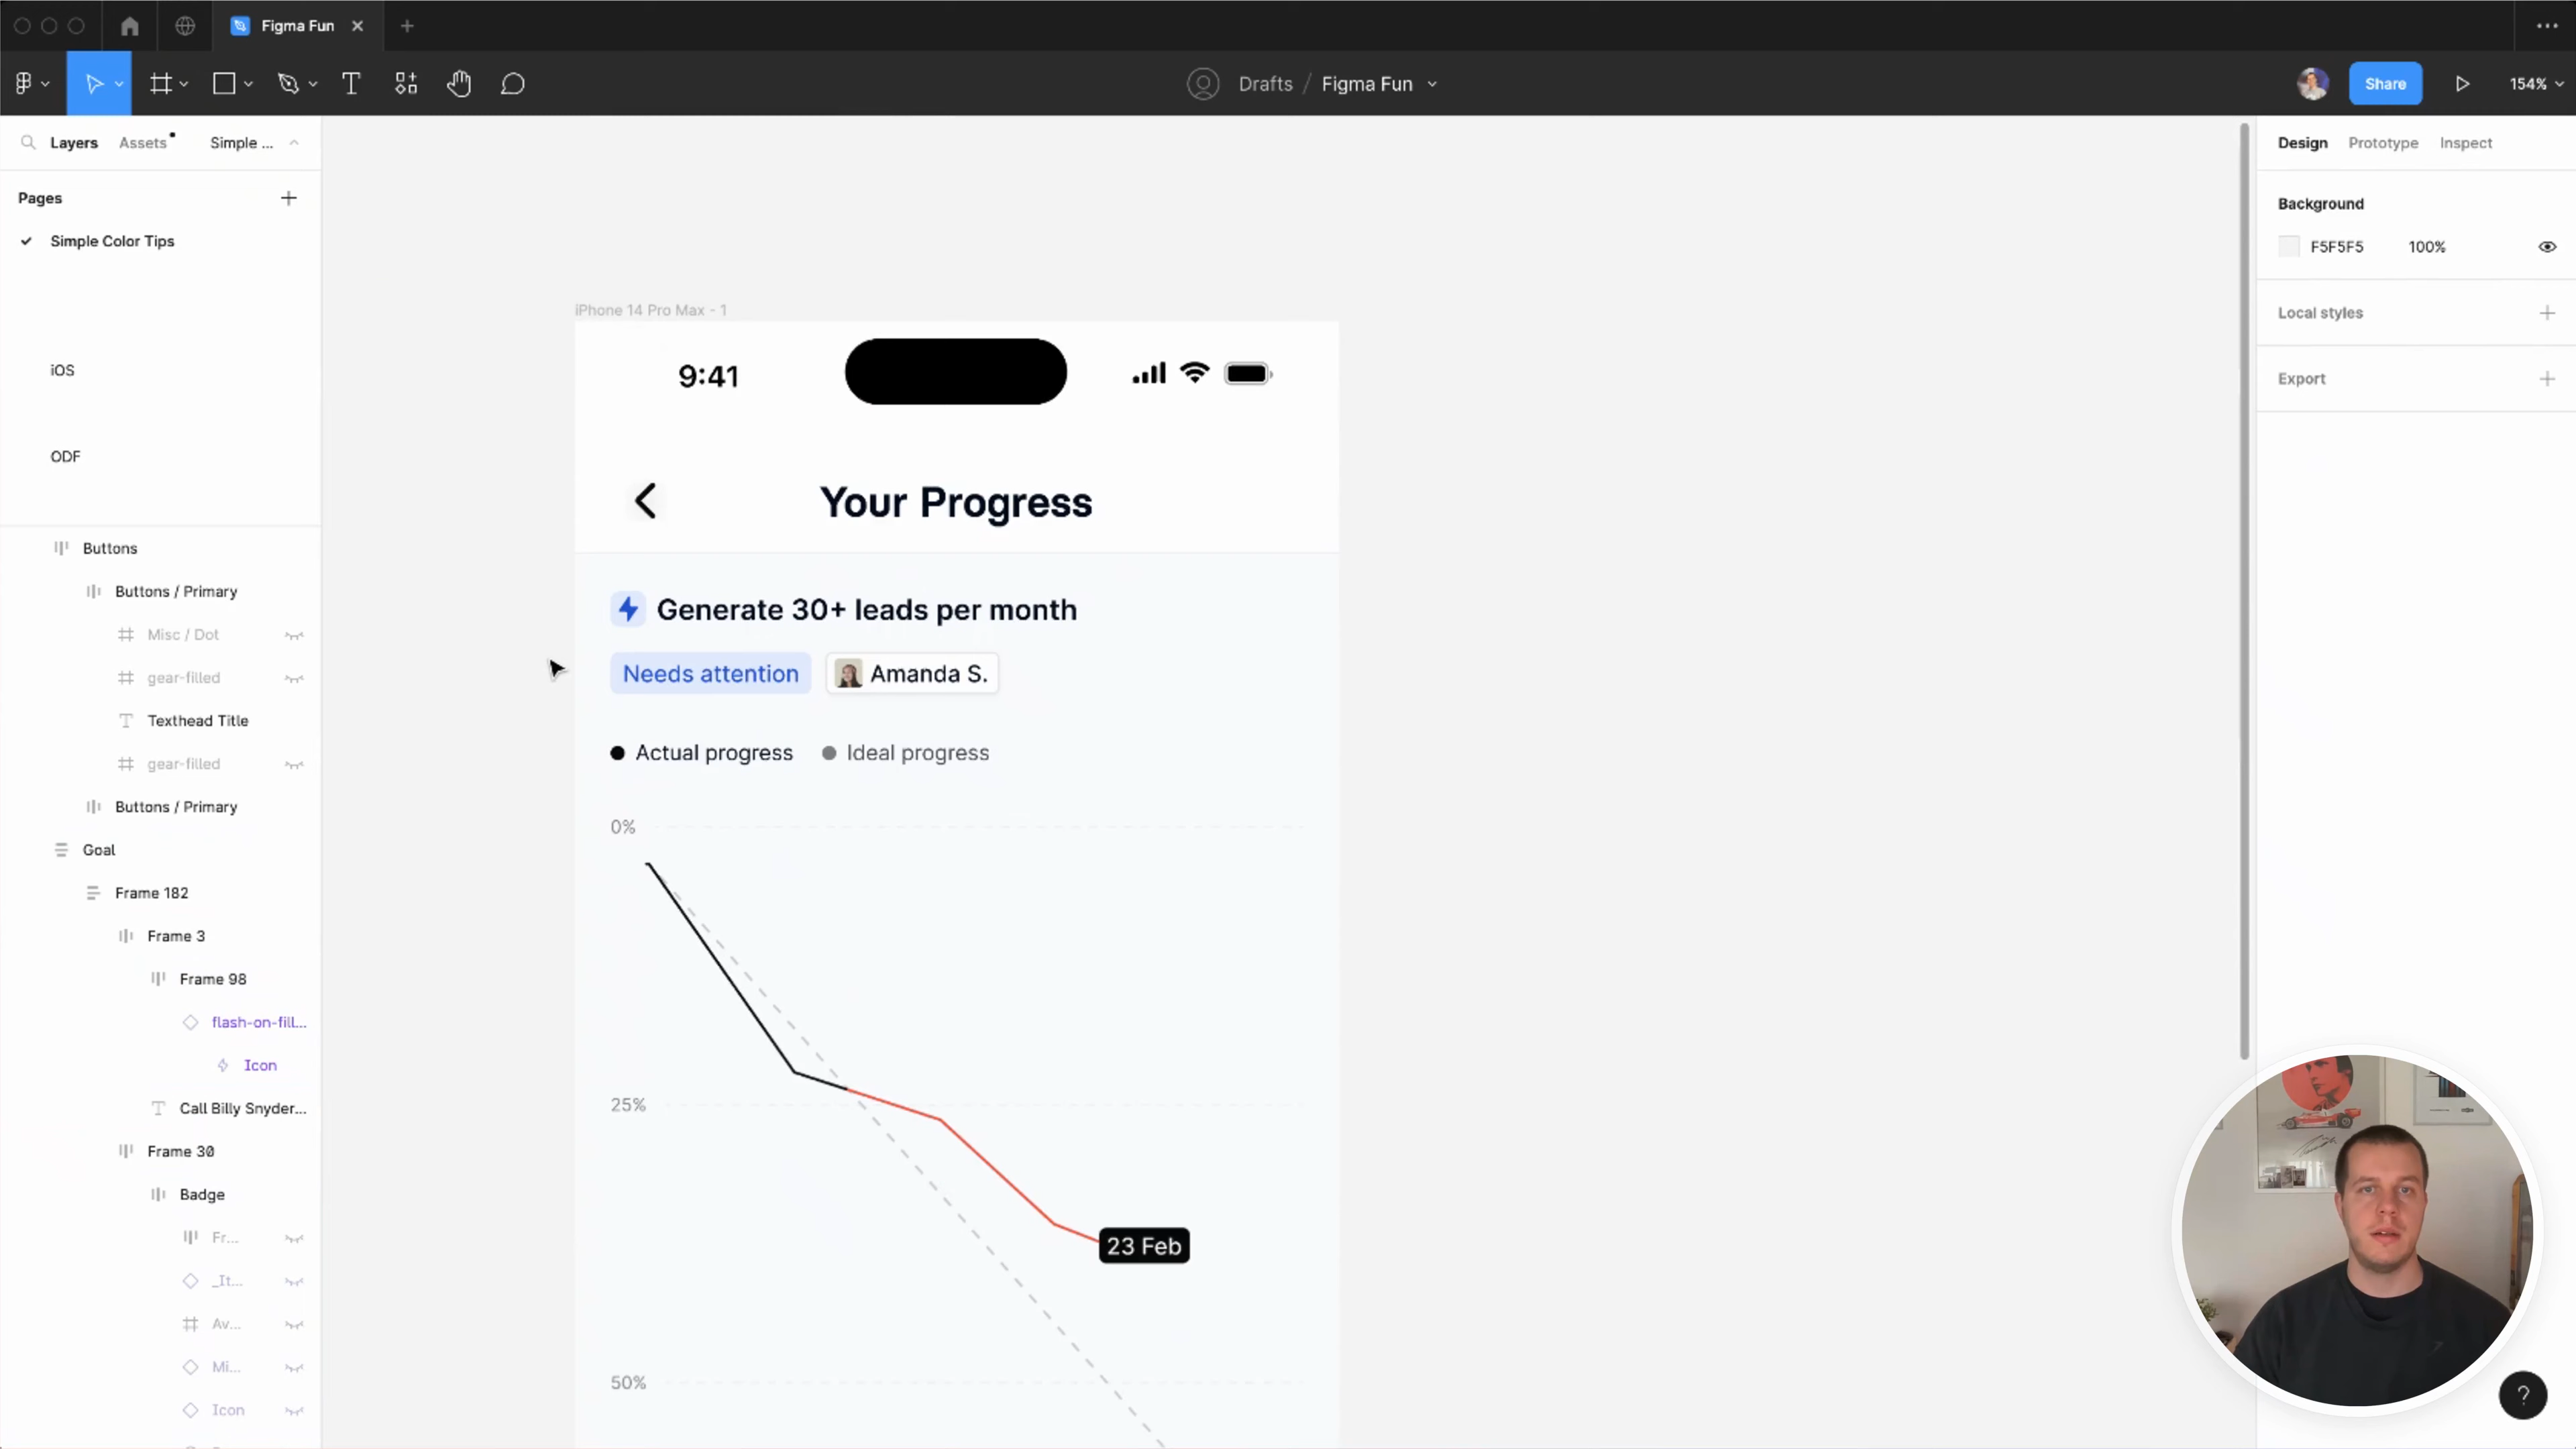 Figma Fun
Drafts / Figma Fun
Share
154%
Layers
Assets
Simple ...
Pages
Simple Color Tips
iOS
ODF
Buttons
Buttons / Primary
Misc / Dot
gear-filled
Texthead Title
gear-filled
Buttons / Primary
Goal
Frame 182
Frame 3
Frame 98
flash-on-fill...
Icon
Call Billy Snyder...
Frame 30
Badge
Fr...
_It...
Av...
Mi...
Icon
iPhone 14 Pro Max - 1
9:41
Your Progress
Generate 30+ leads per month
Needs attention
Amanda S.
Actual progress
Ideal progress
0%
25%
23 Feb
50%
Design
Prototype
Inspect
Background
F5F5F5
100%
Local styles
Export
?